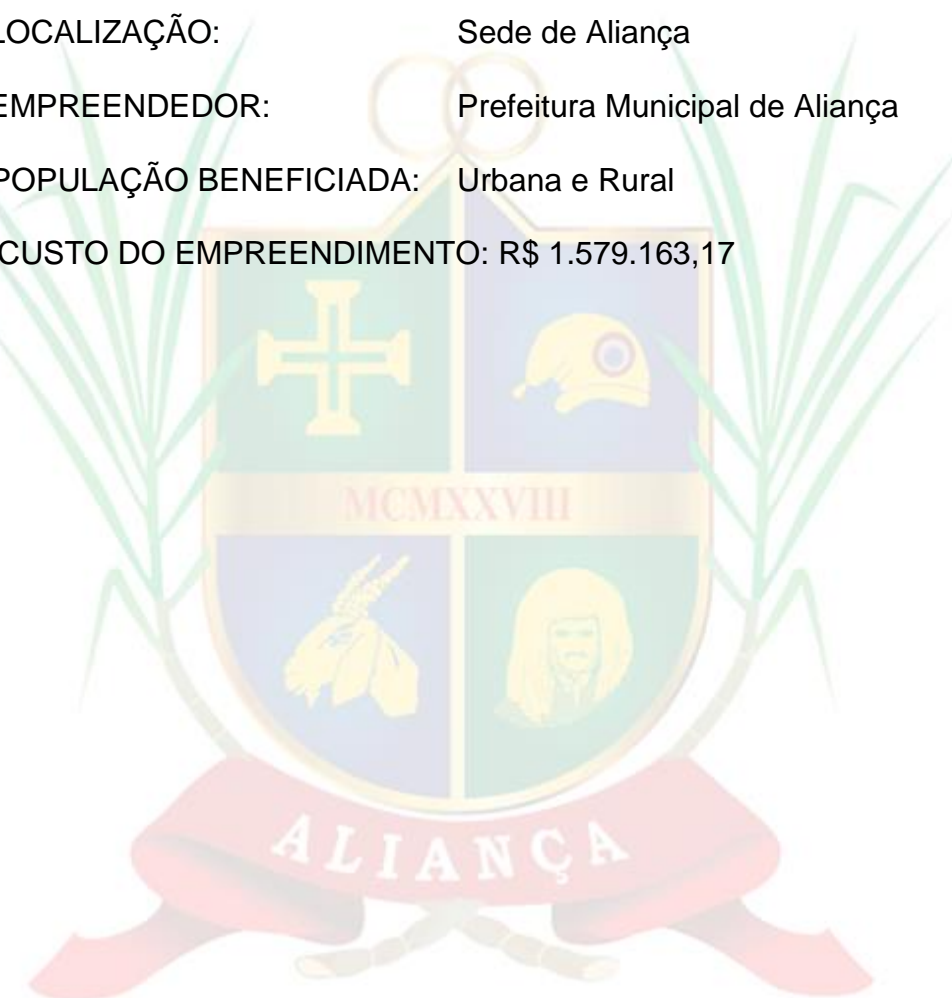 LOCALIZAÇÃO: Sede de Aliança
EMPREENDEDOR: Prefeitura Municipal de Aliança
POPULAÇÃO BENEFICIADA: Urbana e Rural
CUSTO DO EMPREENDIMENTO: R$ 1.579.163,17
MCMXXVIII
ALIANÇA